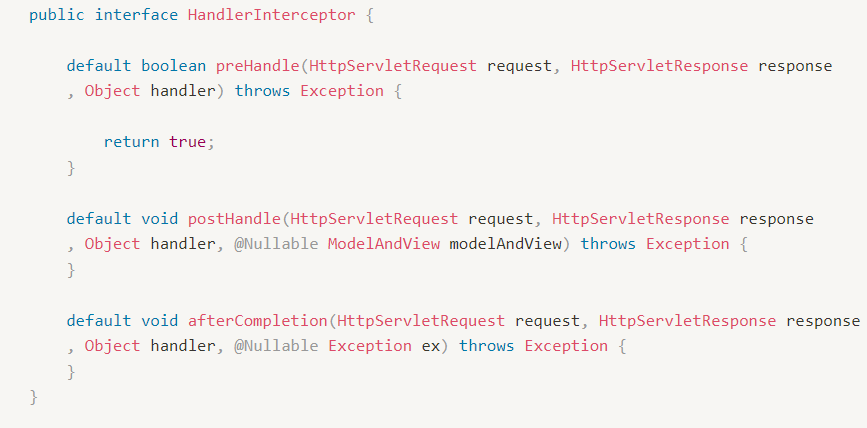 public interface HandlerInterceptor {
default boolean preHandle(HttpServletRequest request, HttpServletResponse response
, Object handler) throws Exception {
return true;
}
default void postHandle(HttpServletRequest request, HttpServletResponse response
, Object handler, @Nullable ModelAndView modelAndView) throws Exception {
}
default void afterCompletion(HttpServletRequest request, HttpServletResponse response
, Object handler, @Nullable Exception ex) throws Exception {
}
}